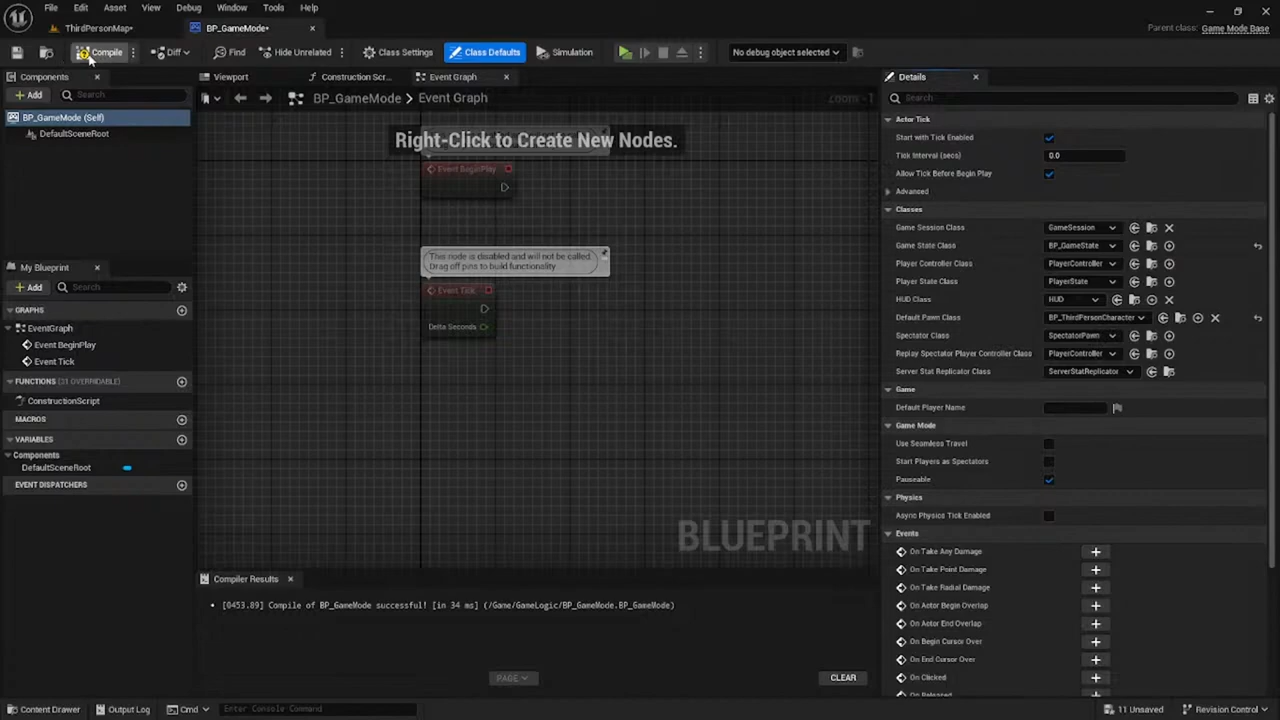 File Edit Asset View Debug Window Tools Help
ThirdPersonMap•
BP_GameMode•
Parent class: Game Mode Base
Compile
Diff
Find
Hide Unrelated
Class Settings
Class Defaults
Simulation
No debug object selected
Components
Add
Search
BP_GameMode (Self)
DefaultSceneRoot
Viewport
Construction Scr...
Event Graph
BP_GameMode > Event Graph
Right-Click to Create New Nodes.
Event BeginPlay
This node is disabled and will not be called.
Drag off pins to build functionality
Event Tick
Delta Seconds
BLUEPRINT
My Blueprint
Add
Search
GRAPHS
EventGraph
Event BeginPlay
Event Tick
FUNCTIONS (31 OVERRIDABLE)
ConstructionScript
MACROS
VARIABLES
Components
DefaultSceneRoot
EVENT DISPATCHERS
Compiler Results
[0453.89] Compile of BP_GameMode successful! [in 34 ms] (/Game/GameLogic/BP_GameMode.BP_GameMode)
PAGE
CLEAR
Details
Search
Actor Tick
Start with Tick Enabled
Tick Interval (secs) 0.0
Allow Tick Before Begin Play
Advanced
Classes
Game Session Class GameSession
Game State Class BP_GameState
Player Controller Class PlayerController
Player State Class PlayerState
HUD Class HUD
Default Pawn Class BP_ThirdPersonCharacter
Spectator Class SpectatorPawn
Replay Spectator Player Controller Class PlayerController
Server Stat Replicator Class ServerStatReplicator
Game
Default Player Name
Game Mode
Use Seamless Travel
Start Players as Spectators
Pauseable
Physics
Async Physics Tick Enabled
Events
On Take Any Damage
On Take Point Damage
On Take Radial Damage
On Actor Begin Overlap
On Actor End Overlap
On Begin Cursor Over
On End Cursor Over
On Clicked
On Released
Content Drawer
Output Log
Cmd
Enter Console Command
11 Unsaved
Revision Control